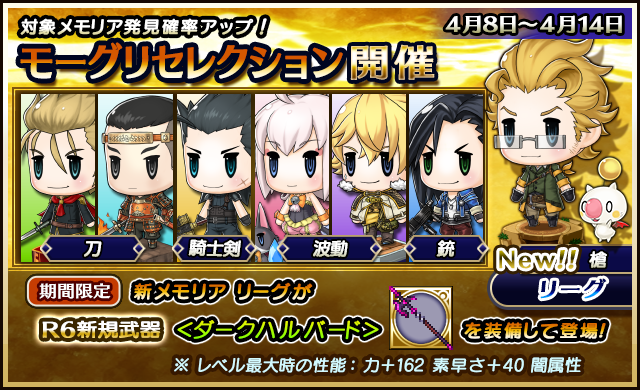 対象メモリア発見確率アップ！
4月8日～4月14日
モーグリセレクション開催
刀
騎士剣
波動
銃
New!! 槍
リーグ
期間限定 新メモリア リーグが
R6新規武器 <ダークハルバード> を装備して登場!
※ レベル最大時の性能：力+162 素早さ+40 闇属性